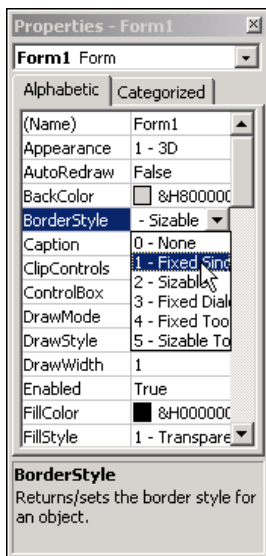 Properties - Form1
Form1 Form
Alphabetic Categorized
(Name) Form1
Appearance 1 - 3D
AutoRedraw False
BackColor &H800000
BorderStyle - Sizable
Caption 0 - None
ClipControls 1 - Fixed Sing
ControlBox 2 - Sizable
DrawMode 3 - Fixed Dial
DrawStyle 4 - Fixed Too
5 - Sizable To
DrawWidth 1
Enabled True
FillColor &H000000
FillStyle 1 - Transpare
BorderStyle
Returns/sets the border style for
an object.